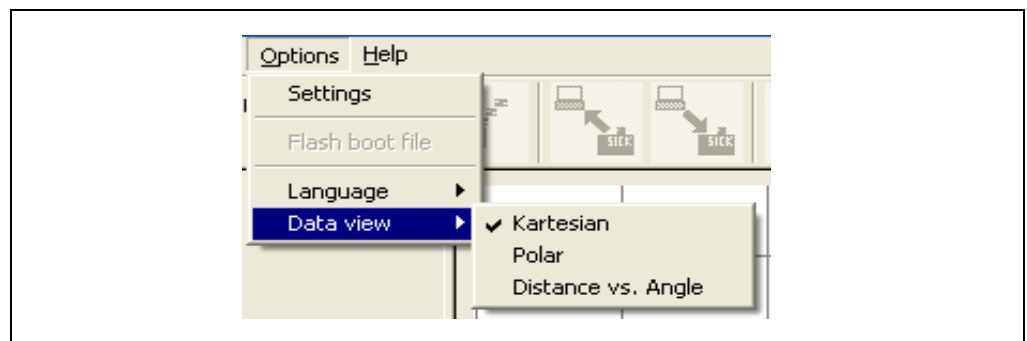 Options Help
Settings
SICK SICK
Flash boot file
Language
Data view
Kartesian
Polar
Distance vs. Angle